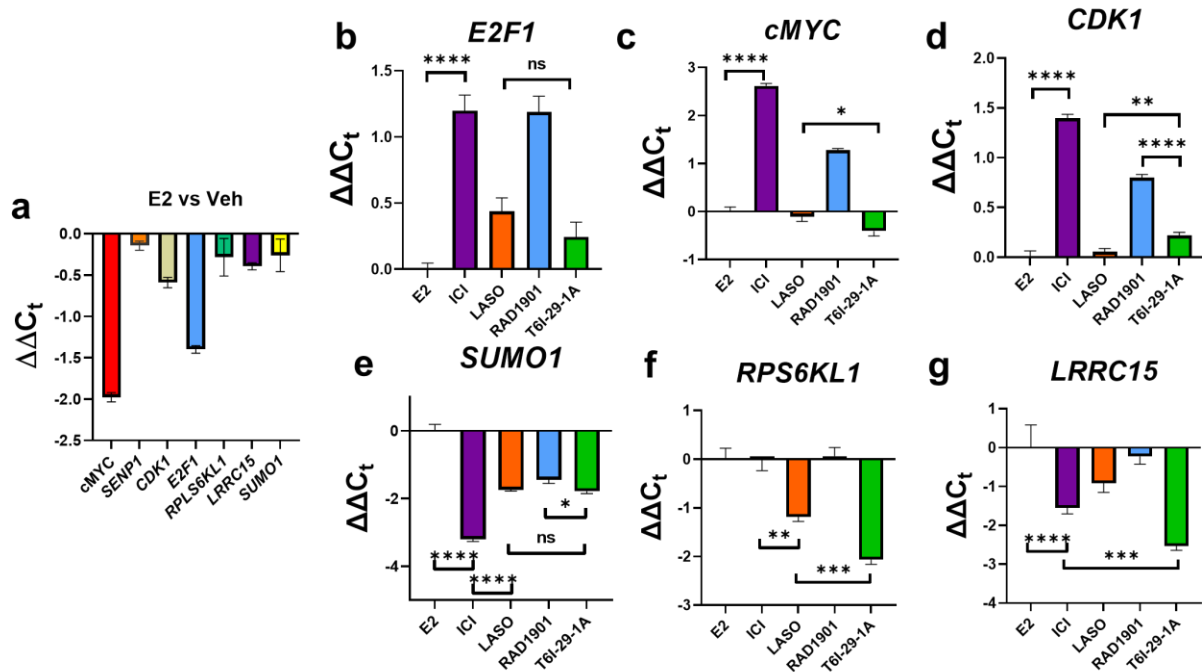 a
E2 vs Veh
ΔΔCt
0.0
-0.5
-1.0
-1.5
-2.0
-2.5
cMYC
SENP1
CDK1
E2F1
RPLS6KL1
LRRC15
SUMO1
b
E2F1
ΔΔCt
1.5
1.0
0.5
0.0
****
ns
E2
ICI
LASO
RAD1901
T6I-29-1A
c
cMYC
ΔΔCt
3
2
1
0
-1
****
*
E2
ICI
LASO
RAD1901
T6I-29-1A
d
CDK1
ΔΔCt
2.0
1.5
1.0
0.5
0.0
****
**
****
E2
ICI
LASO
RAD1901
T6I-29-1A
e
SUMO1
ΔΔCt
0
-2
-4
*
ns
****
****
E2
ICI
LASO
RAD1901
T6I-29-1A
f
RPS6KL1
ΔΔCt
1
0
-1
-2
-3
**
***
E2
ICI
LASO
RAD1901
T6I-29-1A
g
LRRC15
ΔΔCt
1
0
-1
-2
-3
-4
****
***
E2
ICI
LASO
RAD1901
T6I-29-1A